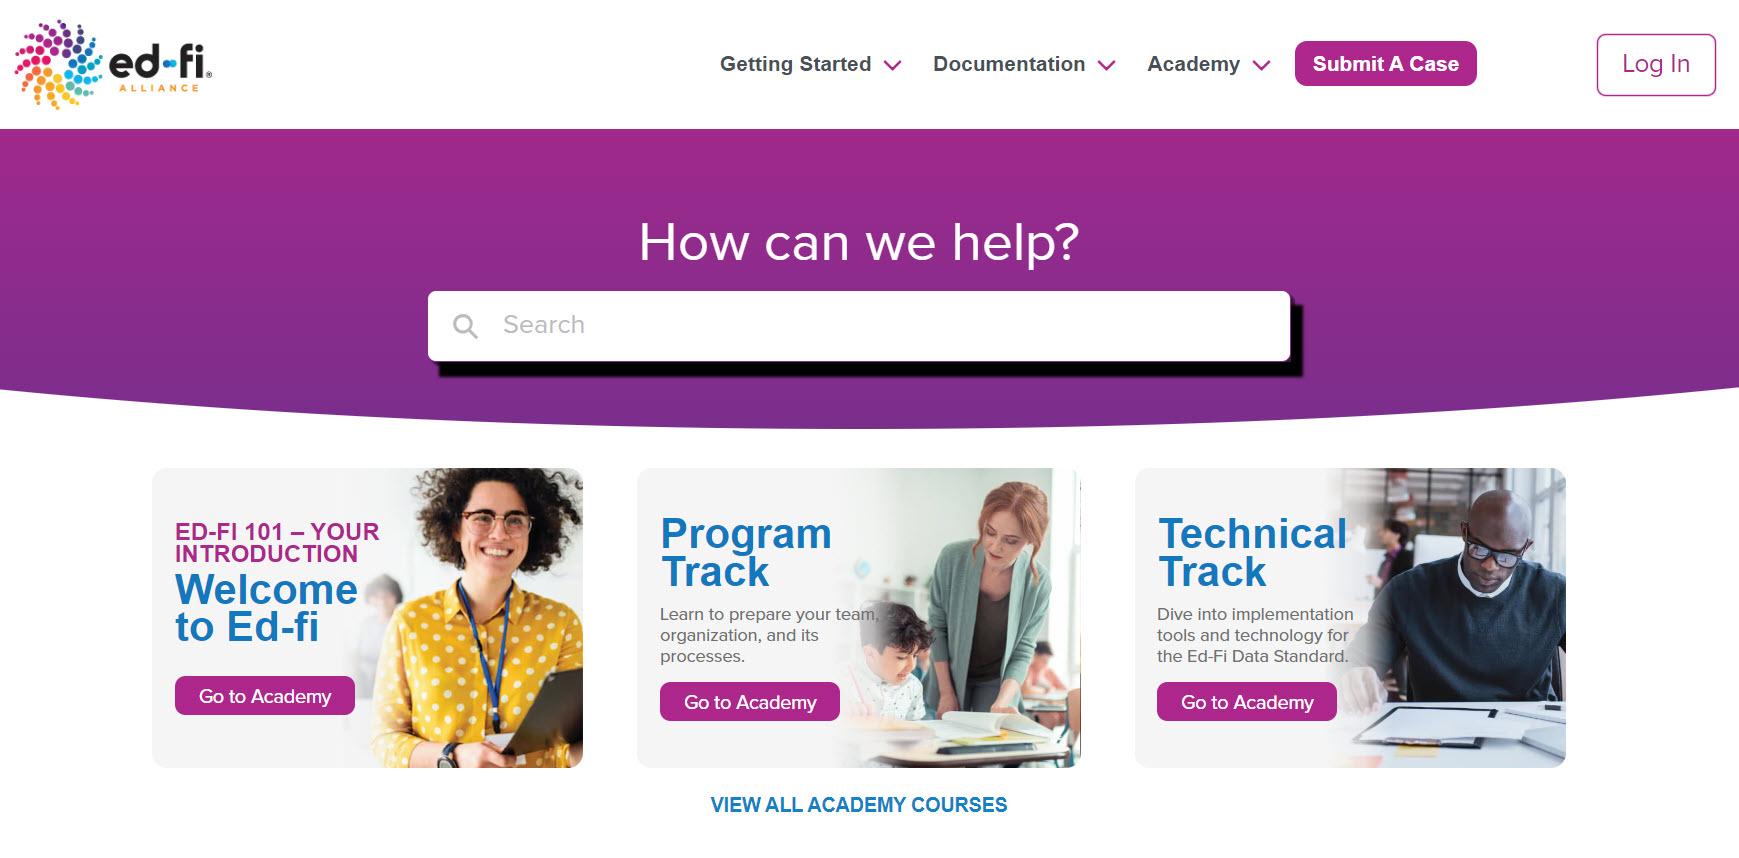 ed-fi®
ALLIANCE
Getting Started
Documentation
Academy
Submit A Case
Log In
How can we help?
Search
ED-FI 101 – YOUR
INTRODUCTION
Welcome
to Ed-fi
Go to Academy
Program
Track
Learn to prepare your team,
organization, and its
processes.
Go to Academy
Technical
Track
Dive into implementation
tools and technology for
the Ed-Fi Data Standard.
Go to Academy
VIEW ALL ACADEMY COURSES